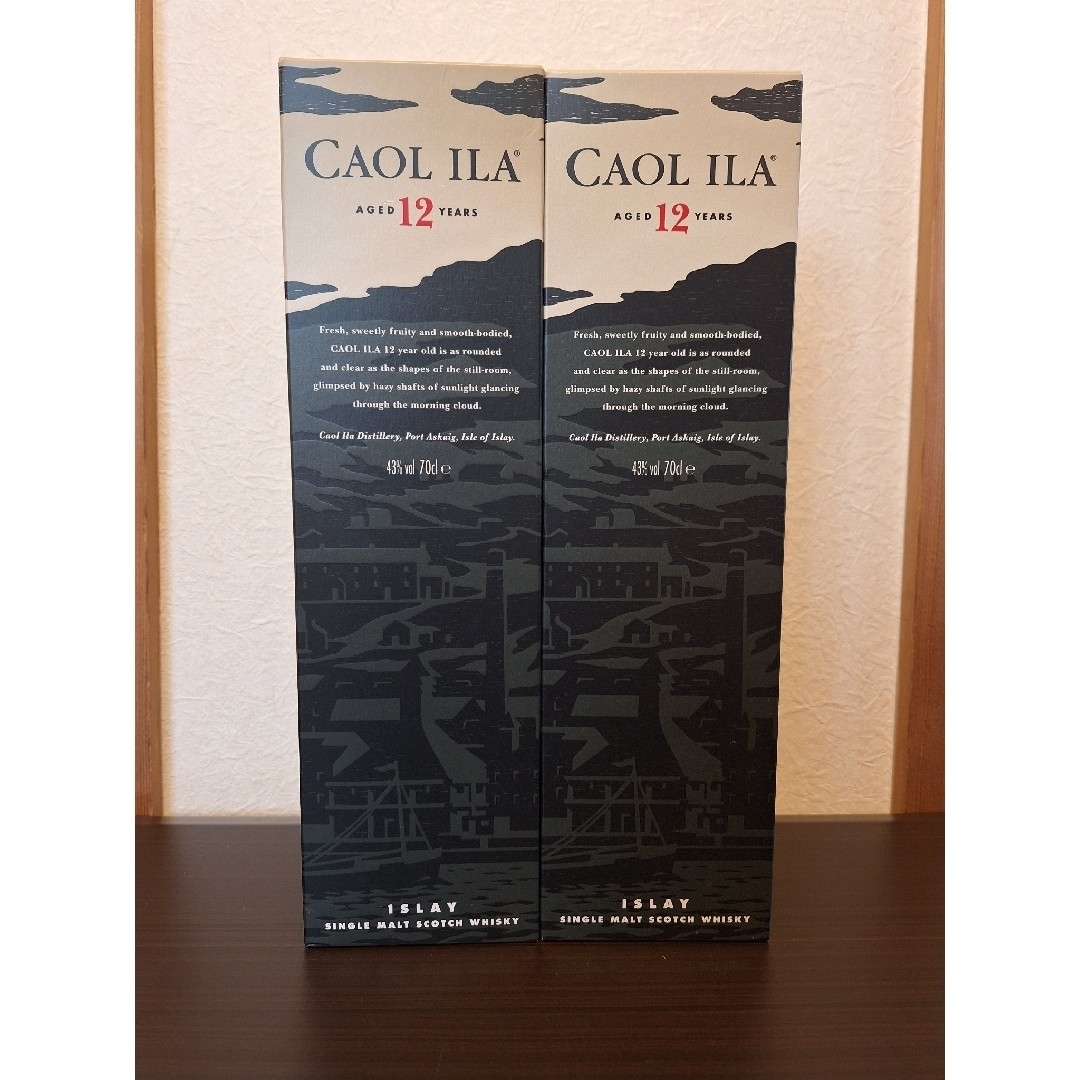 CAOL ILA®
AGED 12 YEARS
Fresh, sweetly fruity and smooth-bodied,
CAOL ILA 12 year old is as rounded
and clear as the shapes of the still-room,
glimpsed by hazy shafts of sunlight glancing
through the morning cloud.
Caol Ila Distillery, Port Askaig, Isle of Islay.
43% vol 70cl ℮
ISLAY
SINGLE MALT SCOTCH WHISKY
CAOL ILA®
AGED 12 YEARS
Fresh, sweetly fruity and smooth-bodied,
CAOL ILA 12 year old is as rounded
and clear as the shapes of the still-room,
glimpsed by hazy shafts of sunlight glancing
through the morning cloud.
Caol Ila Distillery, Port Askaig, Isle of Islay.
43% vol 70cl ℮
ISLAY
SINGLE MALT SCOTCH WHISKY